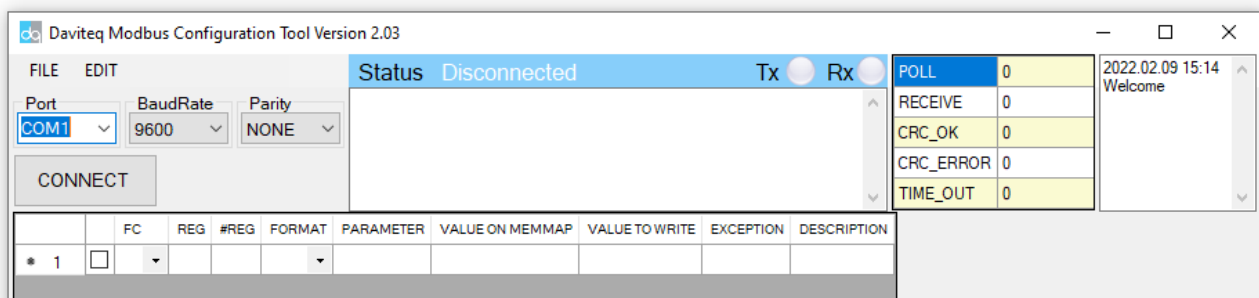 Daviteq Modbus Configuration Tool Version 2.03
FILE EDIT
Status Disconnected Tx Rx
Port BaudRate Parity
COM1 9600 NONE
CONNECT
POLL 0
RECEIVE 0
CRC_OK 0
CRC_ERROR 0
TIME_OUT 0
2022.02.09 15:14
Welcome
FC REG #REG FORMAT PARAMETER VALUE ON MEMMAP VALUE TO WRITE EXCEPTION DESCRIPTION
* 1